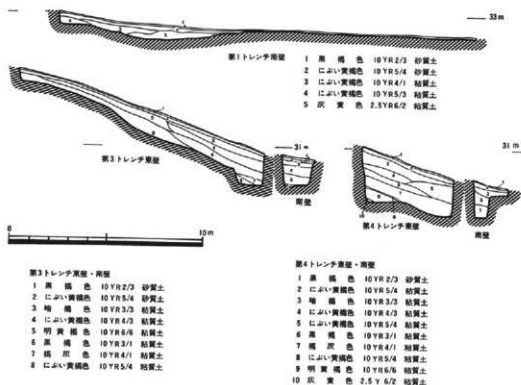 33m
第1トレンチ南壁
1 黒褐色 10YR2/3 砂質土
2 にぶい黄褐色 10YR5/4 砂質土
3 褐灰色 10YR4/1 粘質土
4 にぶい黄褐色 10YR5/3 粘質土
5 灰黄色 2.5YR6/2 粘質土
31m
第3トレンチ東壁
南壁
31m
第4トレンチ東壁
南壁
0 10m
第3トレンチ東壁・南壁
1 黒褐色 10YR2/3 砂質土
2 にぶい黄褐色 10YR5/4 砂質土
3 暗褐色 10YR3/3 粘質土
4 にぶい黄褐色 10YR4/3 粘質土
5 明黄褐色 10YR6/6 粘質土
6 黒褐色 10YR3/1 粘質土
7 褐灰色 10YR4/1 粘質土
8 にぶい黄褐色 10YR5/4 粘質土
第4トレンチ東壁・南壁
1 黒褐色 10YR2/3 砂質土
2 にぶい黄褐色 10YR5/4 砂質土
3 暗褐色 10YR3/3 粘質土
4 にぶい黄褐色 10YR4/3 粘質土
5 にぶい黄褐色 10YR5/4 粘質土
6 黒褐色 10YR3/1 粘質土
7 褐灰色 10YR4/1 粘質土
8 にぶい黄褐色 10YR5/4 粘質土
9 明黄褐色 10YR6/6 粘質土
10 灰黄色 2.5Y6/2 粘質土